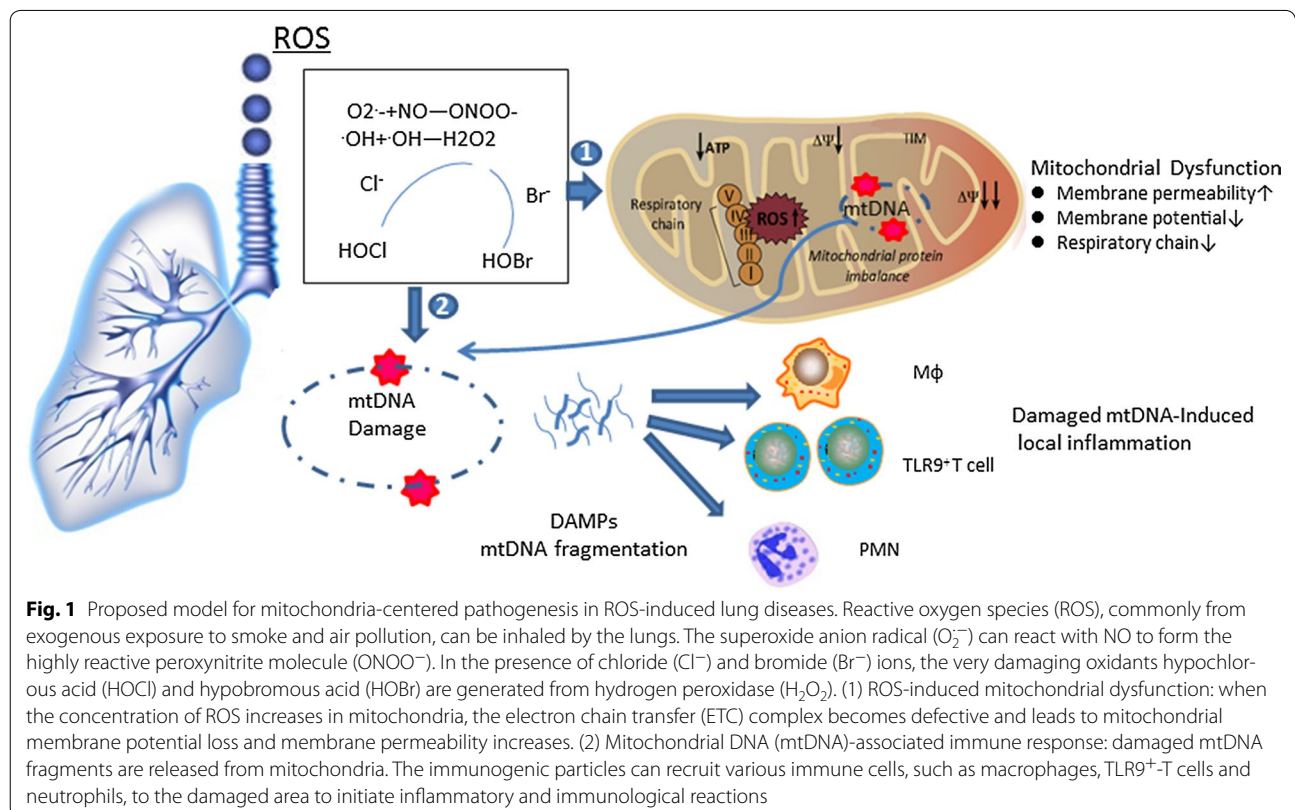 ROS
O2·-+NO—ONOO-
·OH+·OH—H2O2
Cl-
Br-
HOCl
HOBr
1
2
↓ATP
ΔΨ↓
TIM
Respiratory
chain
V
IV
III
II
I
ROS↑
mtDNA
ΔΨ↓↓
Mitochondrial protein
imbalance
Mitochondrial Dysfunction
● Membrane permeability↑
● Membrane potential↓
● Respiratory chain↓
mtDNA
Damage
DAMPs
mtDNA fragmentation
Mϕ
TLR9+T cell
PMN
Damaged mtDNA-Induced
local inflammation
Fig. 1 Proposed model for mitochondria-centered pathogenesis in ROS-induced lung diseases. Reactive oxygen species (ROS), commonly from
exogenous exposure to smoke and air pollution, can be inhaled by the lungs. The superoxide anion radical (O2·−) can react with NO to form the
highly reactive peroxynitrite molecule (ONOO−). In the presence of chloride (Cl−) and bromide (Br−) ions, the very damaging oxidants hypochlor-
ous acid (HOCl) and hypobromous acid (HOBr) are generated from hydrogen peroxidase (H2O2). (1) ROS-induced mitochondrial dysfunction: when
the concentration of ROS increases in mitochondria, the electron chain transfer (ETC) complex becomes defective and leads to mitochondrial
membrane potential loss and membrane permeability increases. (2) Mitochondrial DNA (mtDNA)-associated immune response: damaged mtDNA
fragments are released from mitochondria. The immunogenic particles can recruit various immune cells, such as macrophages, TLR9+-T cells and
neutrophils, to the damaged area to initiate inflammatory and immunological reactions